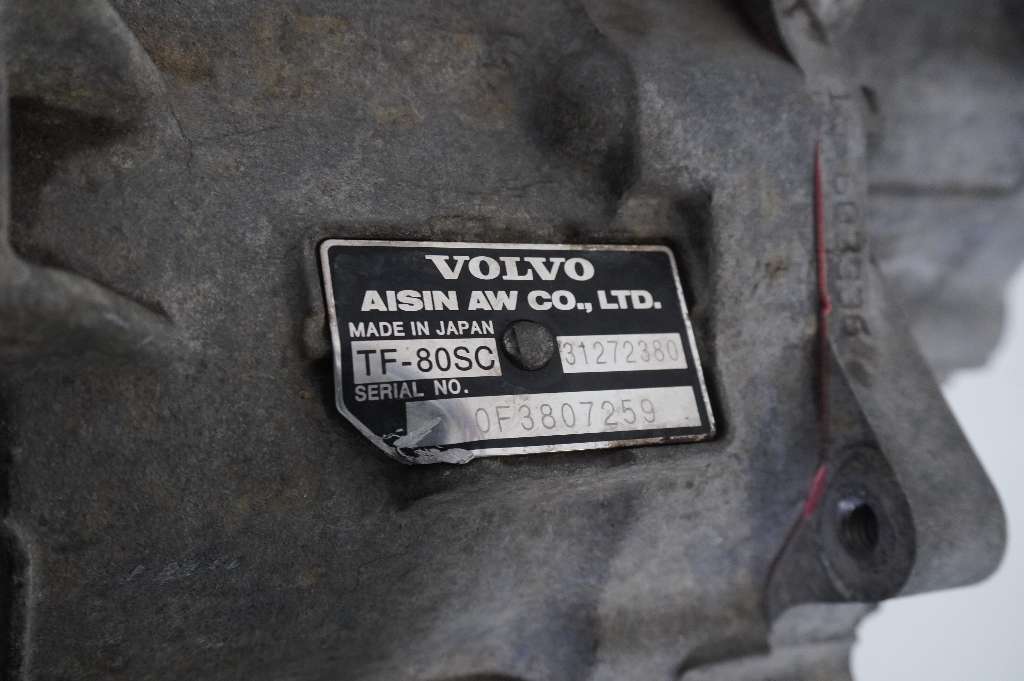 VOLVO
AISIN AW CO., LTD.
MADE IN JAPAN
TF-80SC 31272380
SERIAL NO.
0F3807259